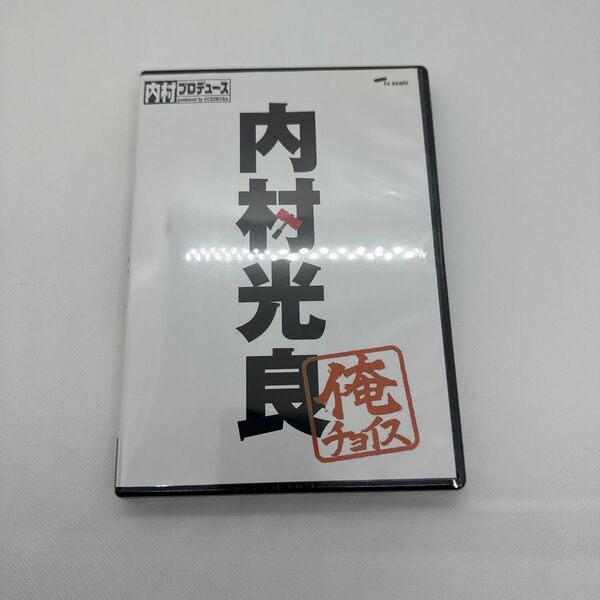 内村プロデュース
produced by UCHIMURA
tv asahi
内村光良
俺
チョイス